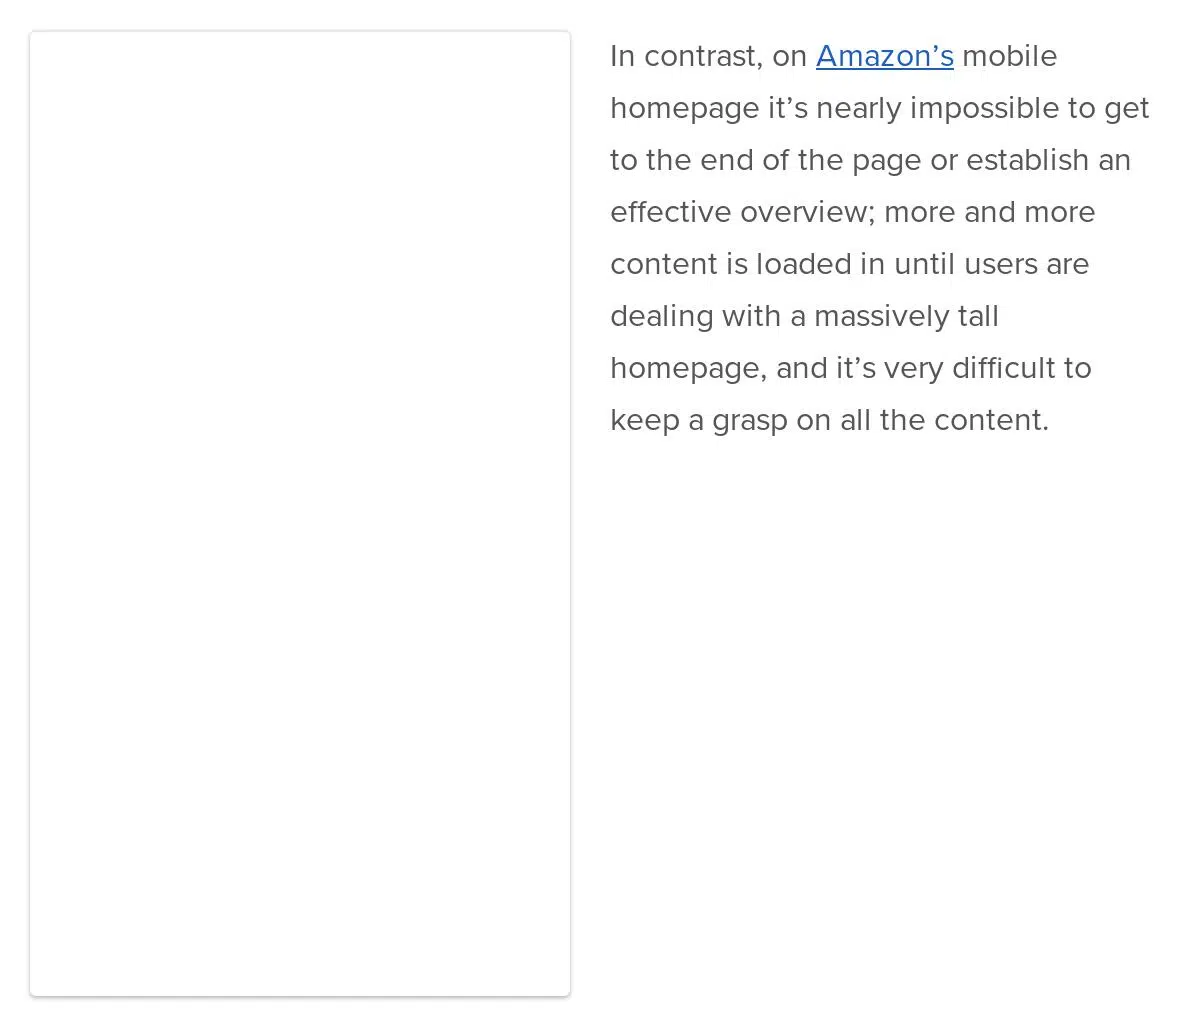 In contrast, on Amazon’s mobile
homepage it’s nearly impossible to get
to the end of the page or establish an
effective overview; more and more
content is loaded in until users are
dealing with a massively tall
homepage, and it’s very difficult to
keep a grasp on all the content.